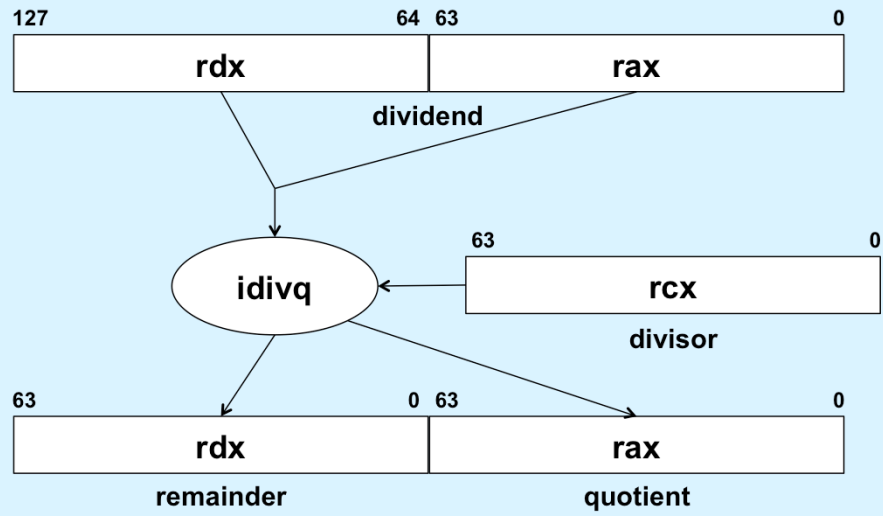 127 64 63 0
rdx rax
dividend
63 0
idivq rcx
divisor
63 0 63 0
rdx rax
remainder quotient